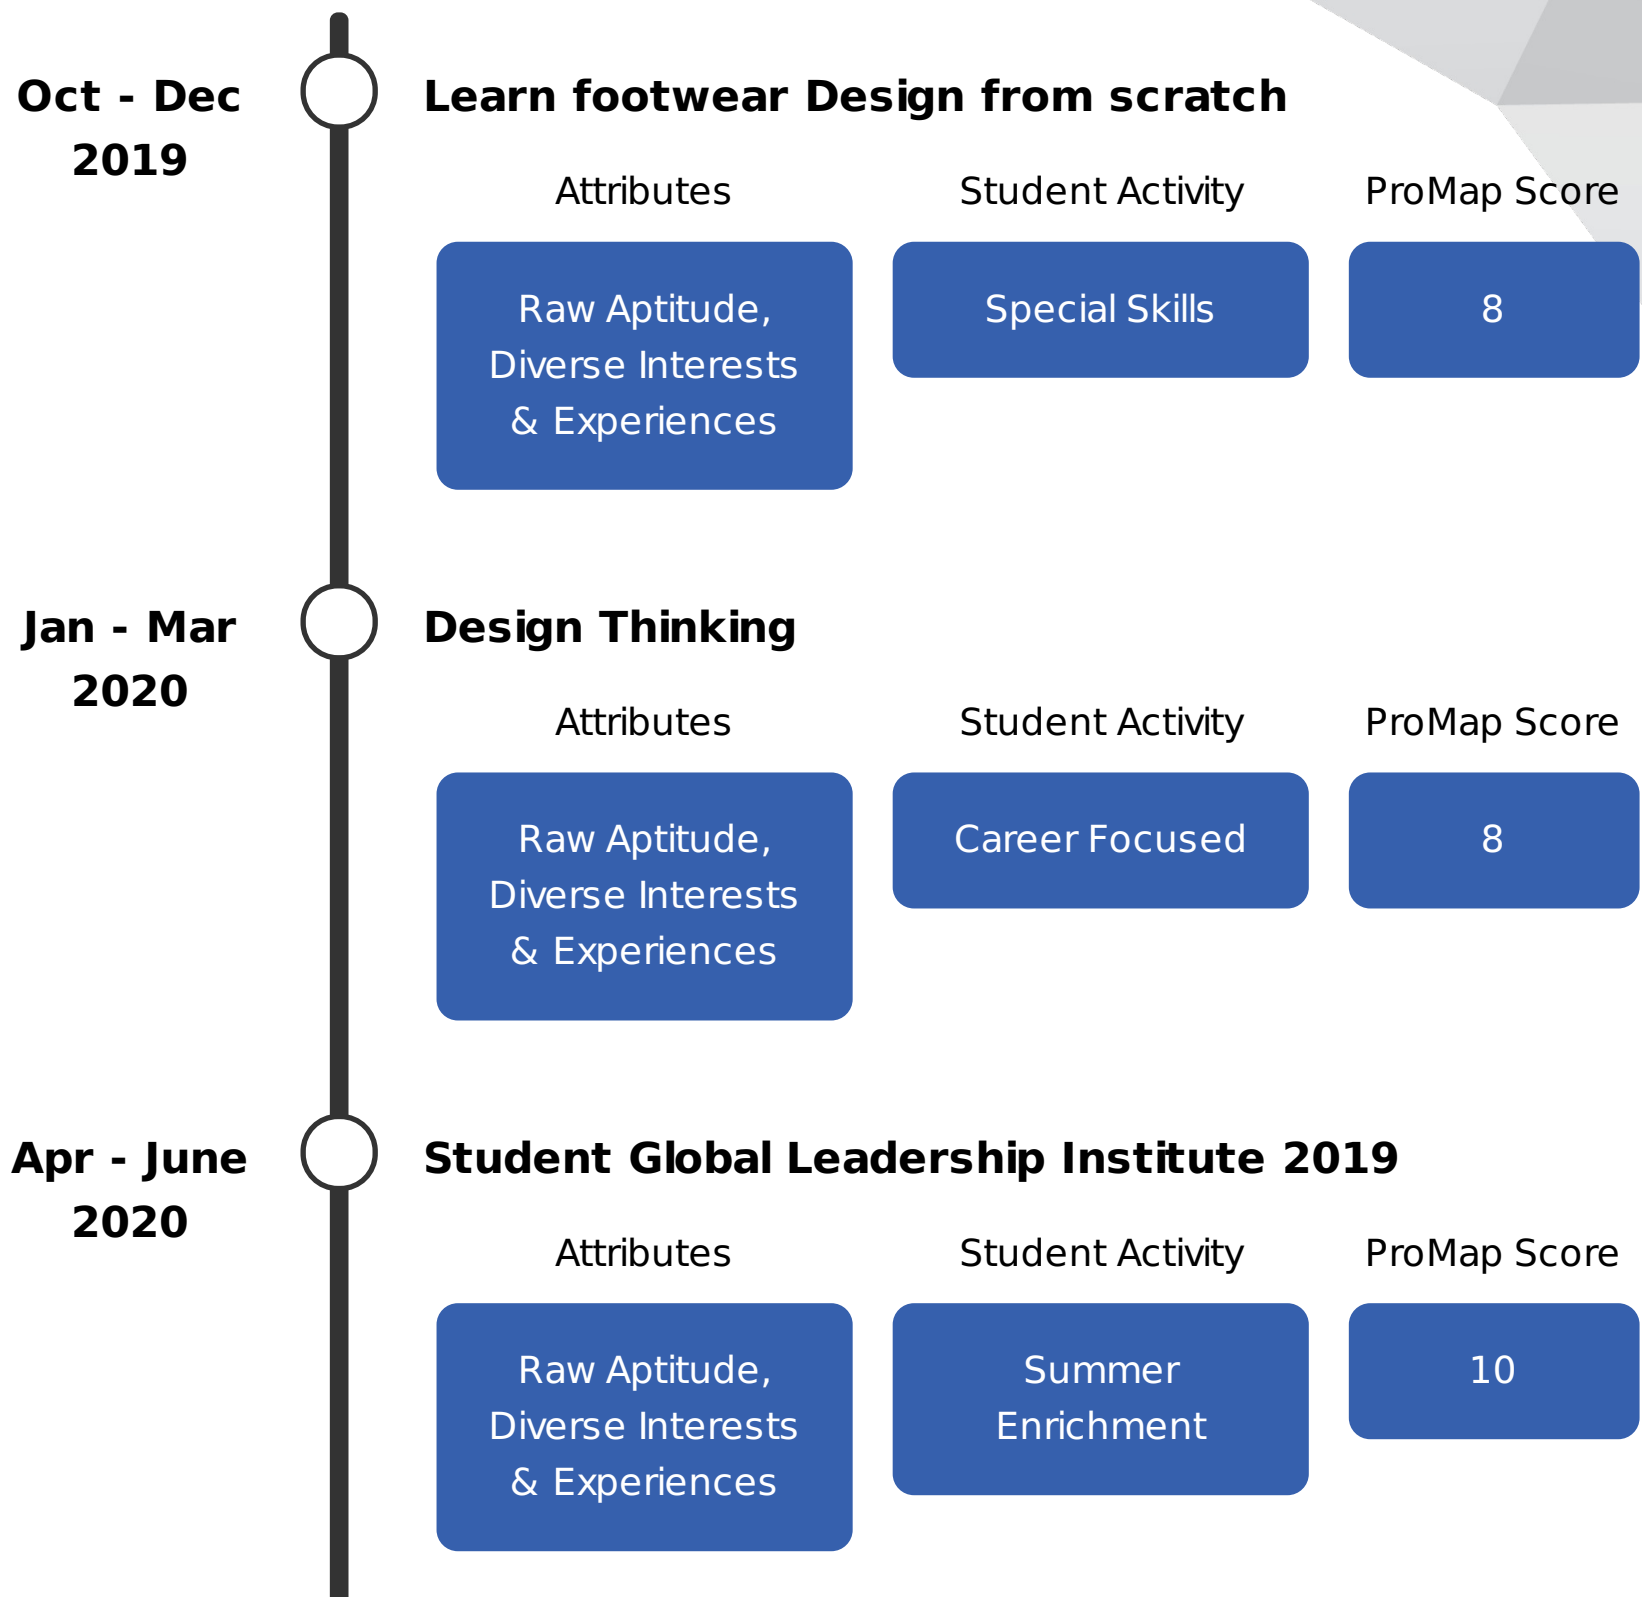 Oct - Dec
2019
Learn footwear Design from scratch
Attributes
Student Activity
ProMap Score
Raw Aptitude,
Diverse Interests
& Experiences
Special Skills
8
Jan - Mar
2020
Design Thinking
Attributes
Student Activity
ProMap Score
Raw Aptitude,
Diverse Interests
& Experiences
Career Focused
8
Apr - June
2020
Student Global Leadership Institute 2019
Attributes
Student Activity
ProMap Score
Raw Aptitude,
Diverse Interests
& Experiences
Summer
Enrichment
10